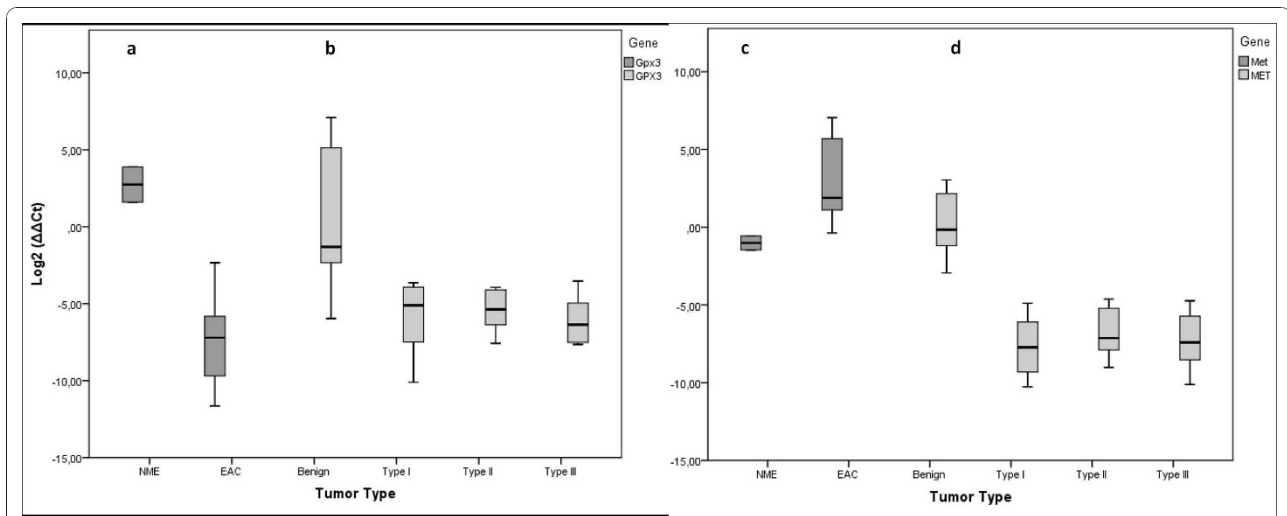 a
b
Gene
Gpx3
GPX3
10,00
5,00
,00
-5,00
-10,00
-15,00
Log2 (ΔΔCt)
NME EAC Benign Type I Type II Type III
Tumor Type
c
d
Gene
Met
MET
10,00
5,00
,00
-5,00
-10,00
-15,00
NME EAC Benign Type I Type II Type III
Tumor Type